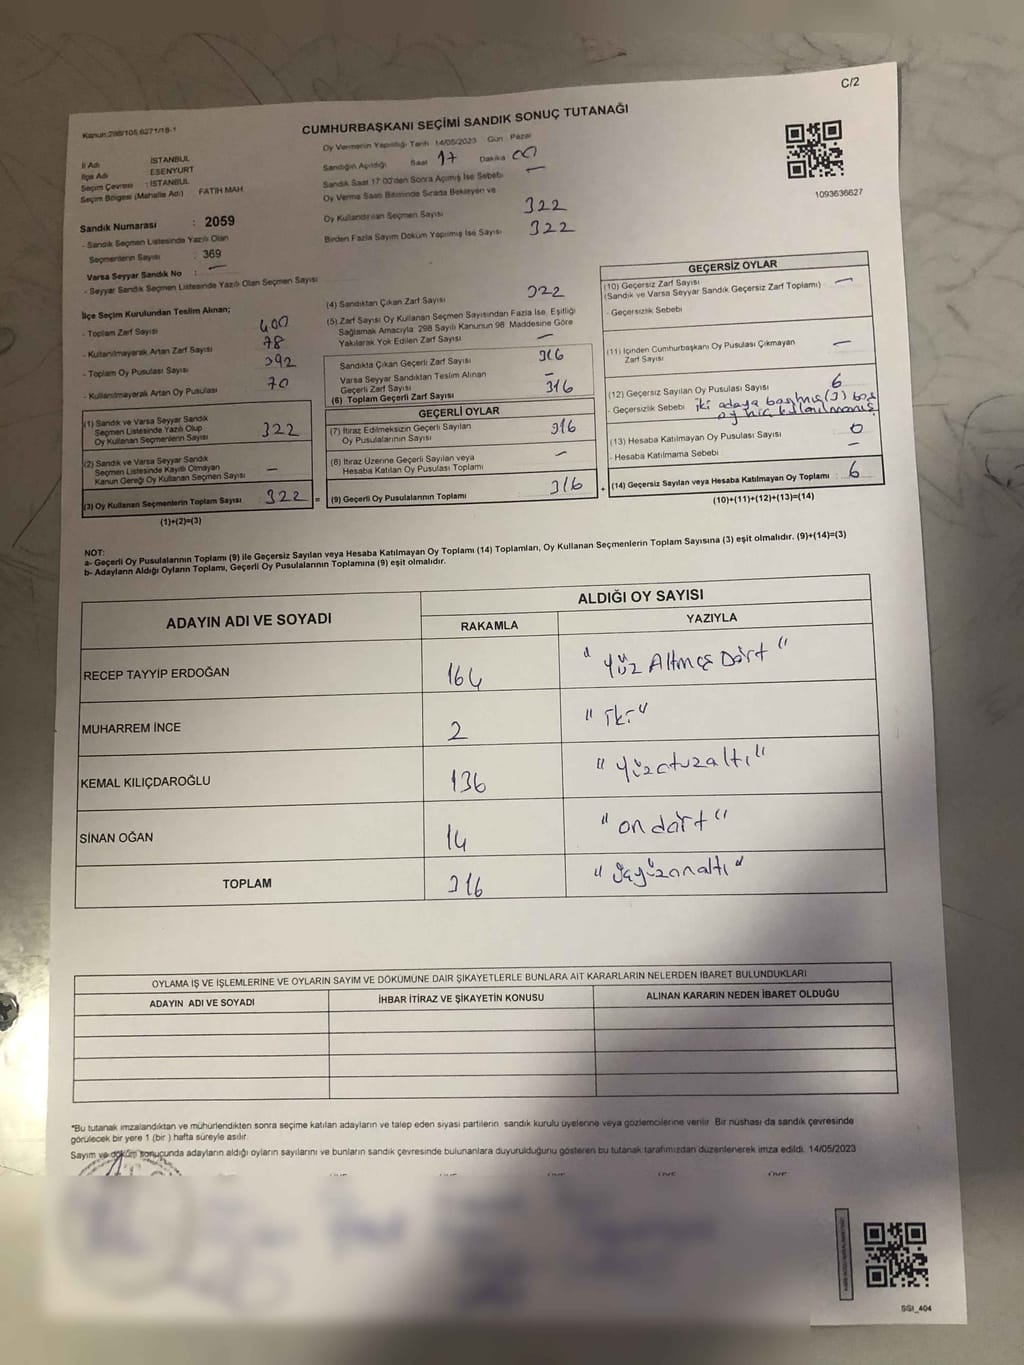 C/2
Kanun:298/105,6271/18-1
CUMHURBAŞKANI SEÇİMİ SANDIK SONUÇ TUTANAĞI
İl Adı İSTANBUL
İlçe Adı ESENYURT
Seçim Çevresi : İSTANBUL
Seçim Bölgesi (Mahalle Adı) FATİH MAH
Oy Vermenin Yapıldığı Tarih 14/05/2023 Gün Pazar
Sandığın Açıldığı Saat 17 Dakika 00
Sandık Saat 17 00'den Sonra Açılmış İse Sebebi —
Oy Verme Saati Bitiminde Sırada Bekleyen ve
Oy Kullandırılan Seçmen Sayısı 322
Birden Fazla Sayım Döküm Yapılmış İse Sayısı 322
1093636627
Sandık Numarası : 2059
- Sandık Seçmen Listesinde Yazılı Olan
Seçmenlerin Sayısı : 369
Varsa Seyyar Sandık No : —
- Seyyar Sandık Seçmen Listesinde Yazılı Olan Seçmen Sayısı
İlçe Seçim Kurulundan Teslim Alınan;
- Toplam Zarf Sayısı 400
- Kullanılmayarak Artan Zarf Sayısı 78
- Toplam Oy Pusulası Sayısı 392
- Kullanılmayarak Artan Oy Pusulası 70
(1) Sandık ve Varsa Seyyar Sandık
Seçmen Listesinde Yazılı Olup
Oy Kullanan Seçmenlerin Sayısı 322
(2) Sandık ve Varsa Seyyar Sandık
Seçmen Listesinde Kayıtlı Olmayan
Kanun Gereği Oy Kullanan Seçmen Sayısı —
(3) Oy Kullanan Seçmenlerin Toplam Sayısı 322 =
(1)+(2)=(3)
(4) Sandıktan Çıkan Zarf Sayısı 322
(5) Zarf Sayısı Oy Kullanan Seçmen Sayısından Fazla İse, Eşitliği
Sağlamak Amacıyla 298 Sayılı Kanunun 98 Maddesine Göre
Yakılarak Yok Edilen Zarf Sayısı —
Sandıkta Çıkan Geçerli Zarf Sayısı 316
Varsa Seyyar Sandıktan Teslim Alınan
Geçerli Zarf Sayısı —
(6) Toplam Geçerli Zarf Sayısı 316
GEÇERLİ OYLAR
(7) İtiraz Edilmeksizin Geçerli Sayılan
Oy Pusulalarının Sayısı 316
(8) İtiraz Üzerine Geçerli Sayılan veya
Hesaba Katılan Oy Pusulası Toplamı —
(9) Geçerli Oy Pusulalarının Toplamı 316 +
GEÇERSİZ OYLAR
(10) Geçersiz Zarf Sayısı
(Sandık ve Varsa Seyyar Sandık Geçersiz Zarf Toplamı) —
- Geçersizlik Sebebi
(11) İçinden Cumhurbaşkanı Oy Pusulası Çıkmayan
Zarf Sayısı —
(12) Geçersiz Sayılan Oy Pusulası Sayısı 6
- Geçersizlik Sebebi iki adaya basılmış (3) boş
oy hiç kullanılmamış
(13) Hesaba Katılmayan Oy Pusulası Sayısı 0
- Hesaba Katılmama Sebebi —
(14) Geçersiz Sayılan veya Hesaba Katılmayan Oy Toplamı : 6
(10)+(11)+(12)+(13)=(14)
NOT:
a- Geçerli Oy Pusulalarının Toplamı (9) ile Geçersiz Sayılan veya Hesaba Katılmayan Oy Toplamı (14) Toplamları, Oy Kullanan Seçmenlerin Toplam Sayısına (3) eşit olmalıdır. (9)+(14)=(3)
b- Adayların Aldığı Oyların Toplamı, Geçerli Oy Pusulalarının Toplamına (9) eşit olmalıdır.
ADAYIN ADI VE SOYADI
ALDIĞI OY SAYISI
RAKAMLA YAZIYLA
RECEP TAYYİP ERDOĞAN 164 "Yüz Altmış Dört"
MUHARREM İNCE 2 "iki"
KEMAL KILIÇDAROĞLU 136 "Yüzotuzaltı"
SİNAN OĞAN 14 "on dört"
TOPLAM 316 "üçyüzonaltı"
OYLAMA İŞ VE İŞLEMLERİNE VE OYLARIN SAYIM VE DÖKÜMÜNE DAİR ŞİKAYETLERLE BUNLARA AİT KARARLARIN NELERDEN İBARET BULUNDUKLARI
ADAYIN ADI VE SOYADI İHBAR İTİRAZ VE ŞİKAYETİN KONUSU ALINAN KARARIN NEDEN İBARET OLDUĞU
*Bu tutanak imzalandıktan ve mühürlendikten sonra seçime katılan adayların ve talep eden siyasi partilerin sandık kurulu üyelerine veya gözlemcilerine verilir. Bir nüshası da sandık çevresinde
görülecek bir yere 1 (bir) hafta süreyle asılır.
Sayım ve döküm sonucunda adayların aldığı oyların sayılarını ve bunların sandık çevresinde bulunanlara duyurulduğunu gösteren bu tutanak tarafımızdan düzenlenerek imza edildi. 14/05/2023
SSI_404